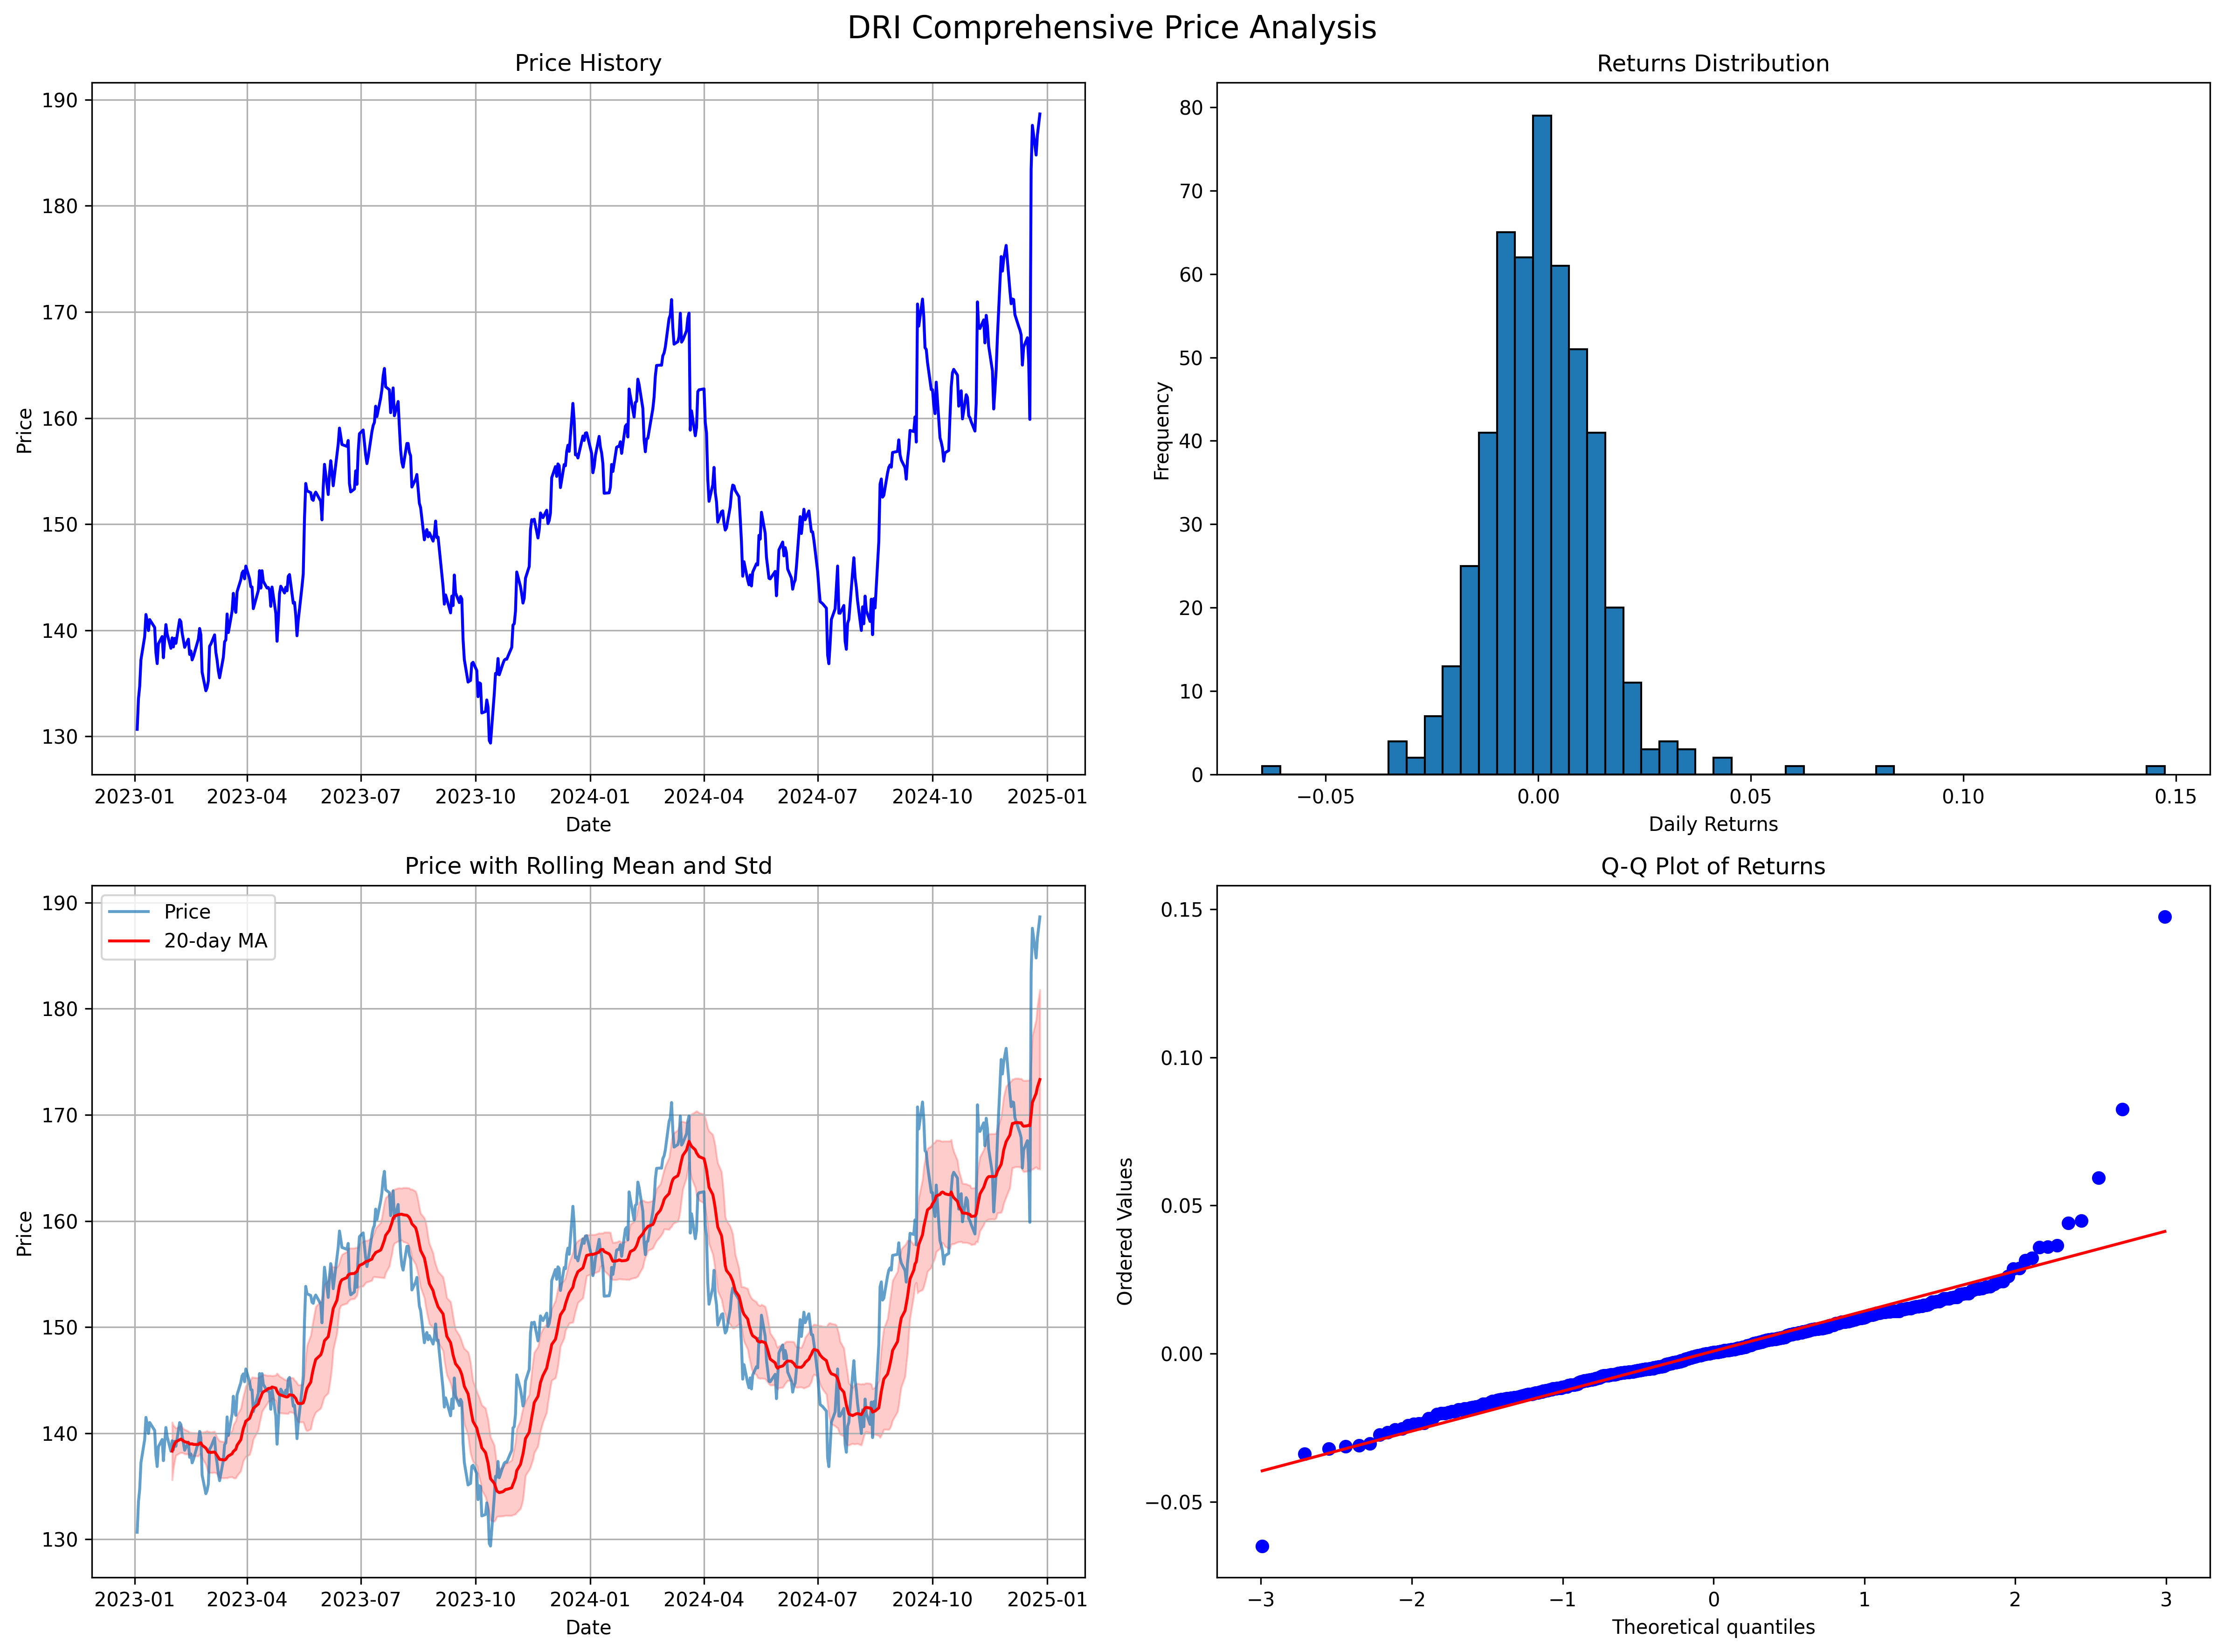 DRI Comprehensive Price Analysis
Price History
Price
190
180
170
160
150
140
130
2023-01 2023-04 2023-07 2023-10 2024-01 2024-04 2024-07 2024-10 2025-01
Date
Returns Distribution
Frequency
80
70
60
50
40
30
20
10
0
−0.05 0.00 0.05 0.10 0.15
Daily Returns
Price with Rolling Mean and Std
Price
20-day MA
Price
190
180
170
160
150
140
130
2023-01 2023-04 2023-07 2023-10 2024-01 2024-04 2024-07 2024-10 2025-01
Date
Q-Q Plot of Returns
Ordered Values
0.15
0.10
0.05
0.00
−0.05
−3 −2 −1 0 1 2 3
Theoretical quantiles